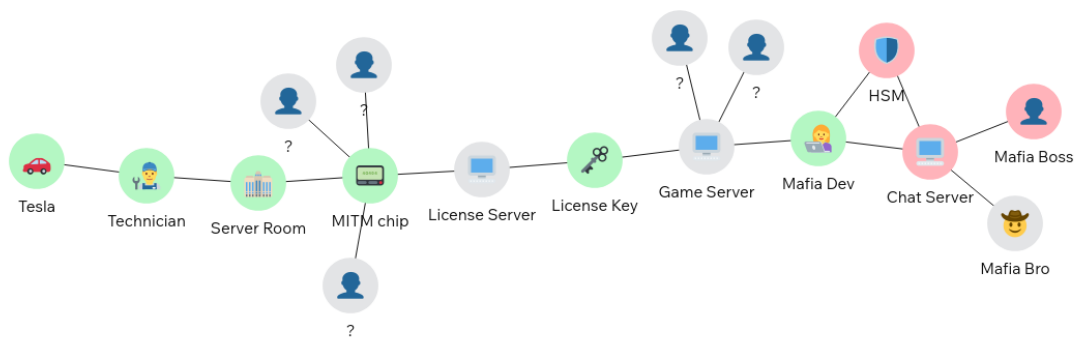 Tesla
Technician
Server Room
?
?
MITM chip
?
License Server
License Key
?
?
Game Server
Mafia Dev
HSM
Chat Server
Mafia Boss
Mafia Bro